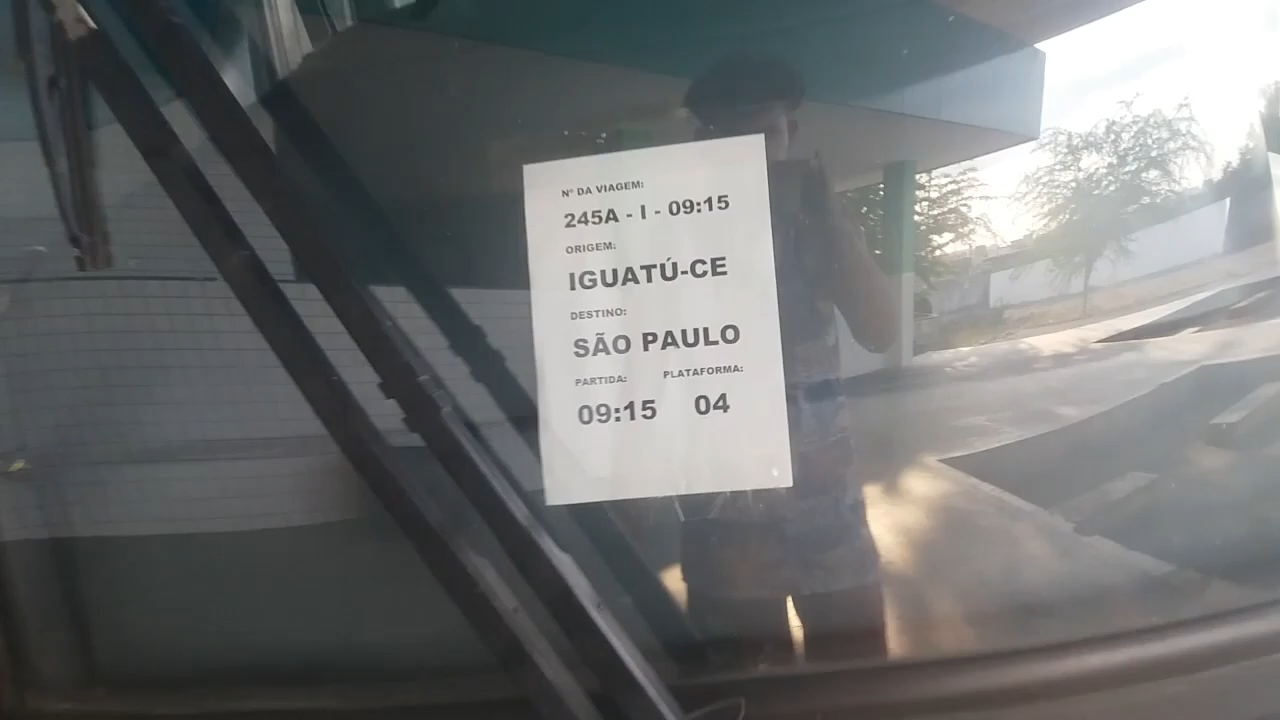 Nº DA VIAGEM:
245A - I - 09:15
ORIGEM:
IGUATÚ-CE
DESTINO:
SÃO PAULO
PARTIDA: PLATAFORMA:
09:15 04